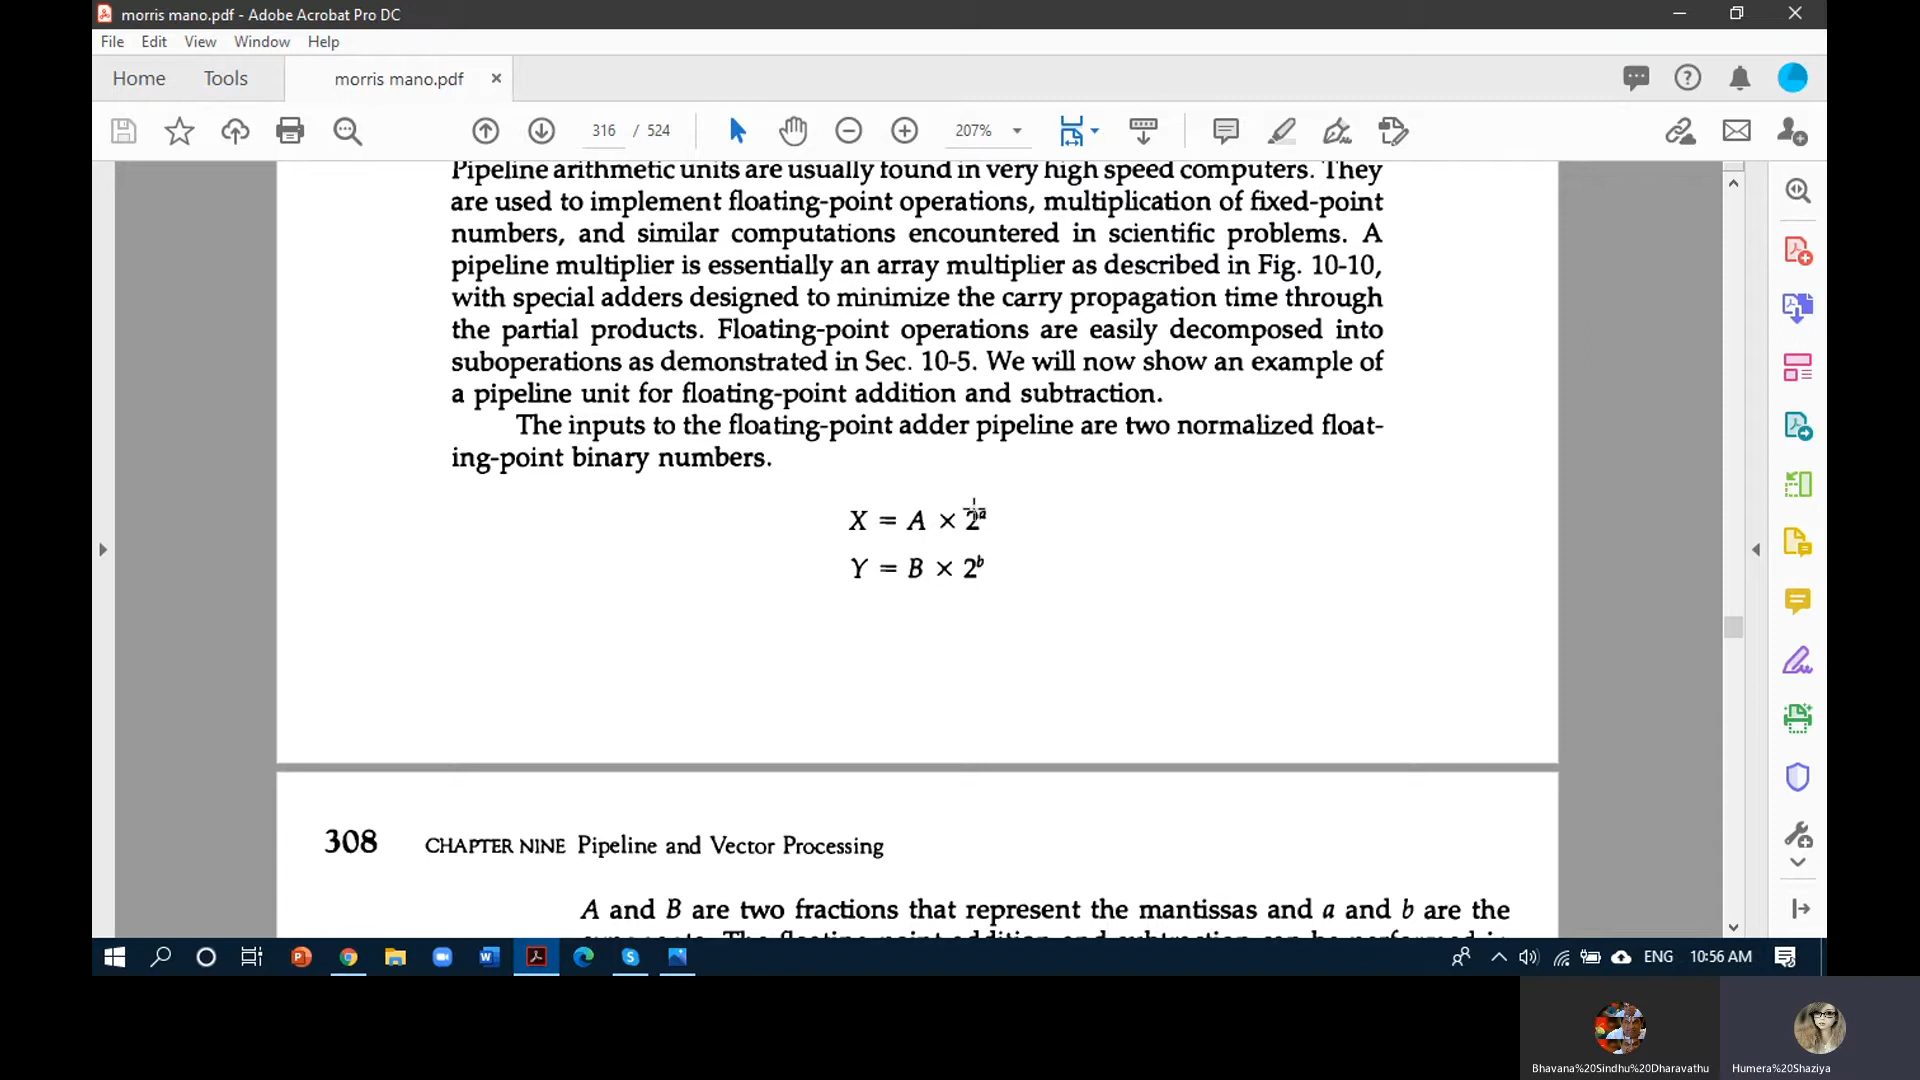 morris mano.pdf - Adobe Acrobat Pro DC
File Edit View Window Help
Home Tools morris mano.pdf
316 / 524 207%
Pipeline arithmetic units are usually found in very high speed computers. They
are used to implement floating-point operations, multiplication of fixed-point
numbers, and similar computations encountered in scientific problems. A
pipeline multiplier is essentially an array multiplier as described in Fig. 10-10,
with special adders designed to minimize the carry propagation time through
the partial products. Floating-point operations are easily decomposed into
suboperations as demonstrated in Sec. 10-5. We will now show an example of
a pipeline unit for floating-point addition and subtraction.
The inputs to the floating-point adder pipeline are two normalized float-
ing-point binary numbers.
X = A × 2^a
Y = B × 2^b
308 CHAPTER NINE Pipeline and Vector Processing
A and B are two fractions that represent the mantissas and a and b are the
ENG 10:56 AM
Bhavana%20Sindhu%20Dharavathu Humera%20Shaziya